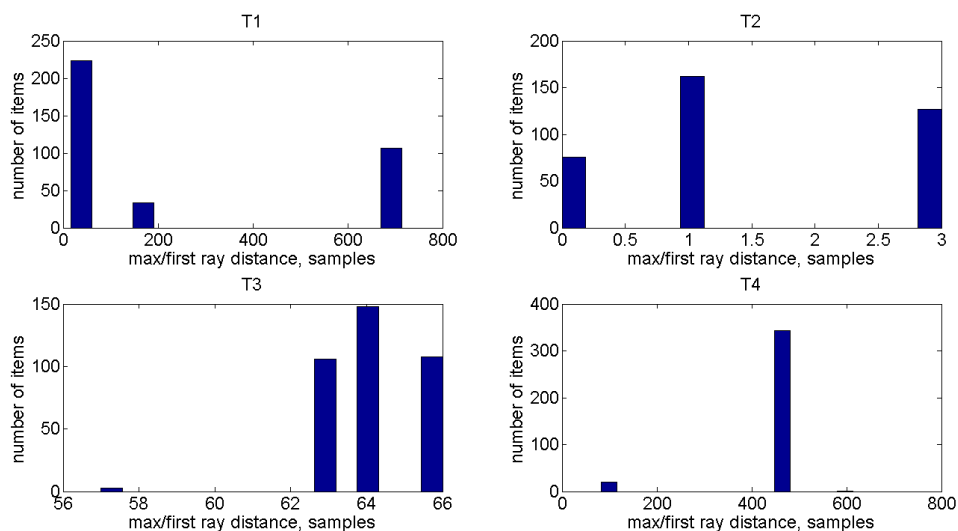 T1
250
200
150
100
50
0
number of items
0 200 400 600 800
max/first ray distance, samples
T2
200
150
100
50
0
number of items
0 0.5 1 1.5 2 2.5 3
max/first ray distance, samples
T3
150
100
50
0
number of items
56 58 60 62 64 66
max/first ray distance, samples
T4
400
300
200
100
0
number of items
0 200 400 600 800
max/first ray distance, samples